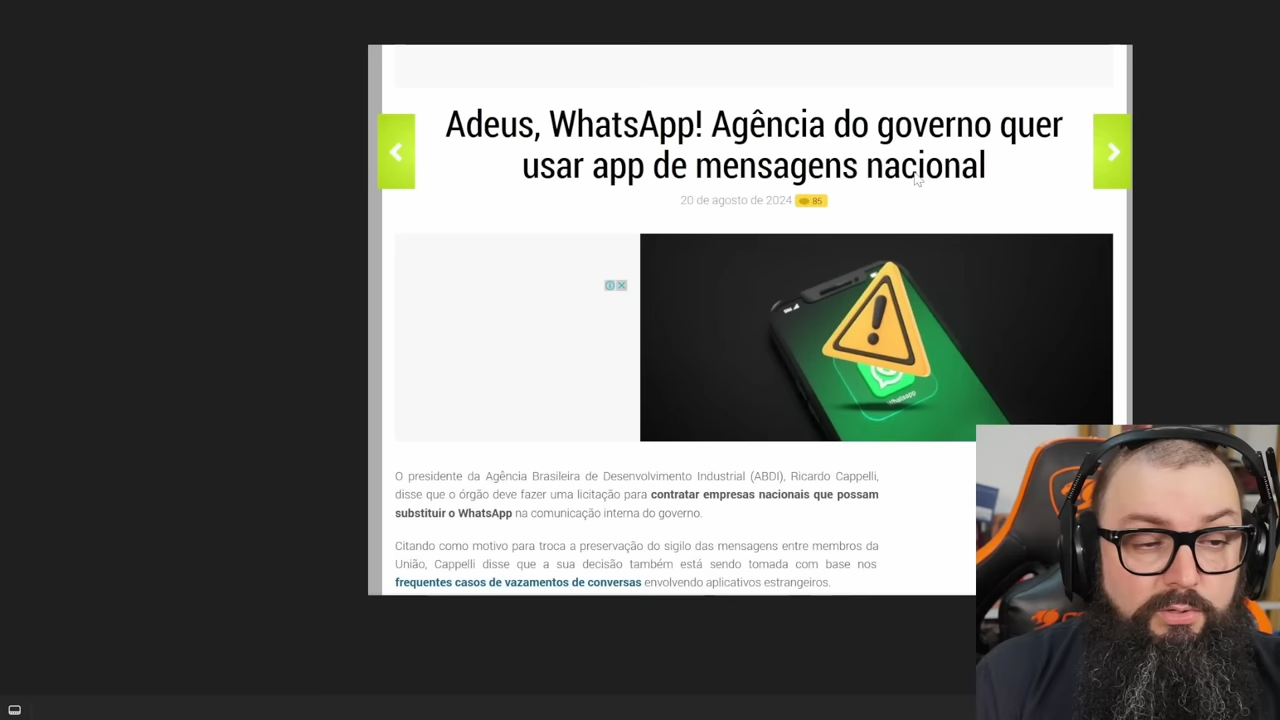 Adeus, WhatsApp! Agência do governo quer
usar app de mensagens nacional
20 de agosto de 2024 85
Whatsapp
O presidente da Agência Brasileira de Desenvolvimento Industrial (ABDI), Ricardo Cappelli,
disse que o órgão deve fazer uma licitação para contratar empresas nacionais que possam
substituir o WhatsApp na comunicação interna do governo.
Citando como motivo para troca a preservação do sigilo das mensagens entre membros da
União, Cappelli disse que a sua decisão também está sendo tomada com base nos
frequentes casos de vazamentos de conversas envolvendo aplicativos estrangeiros.